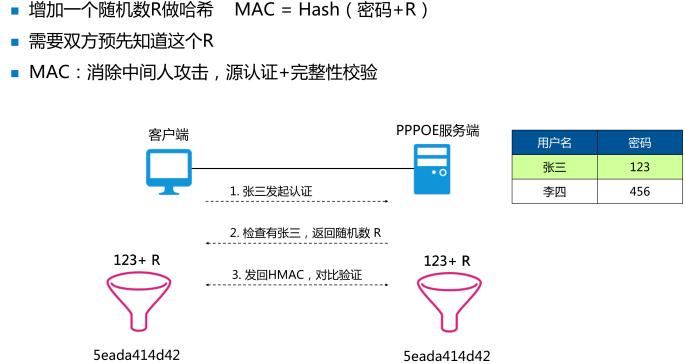 增加一个随机数R做哈希 MAC = Hash（密码+R）
需要双方预先知道这个R
MAC：消除中间人攻击，源认证+完整性校验
客户端
PPPOE服务端
用户名 密码
张三 123
李四 456
1. 张三发起认证
2. 检查有张三，返回随机数 R
3. 发回HMAC，对比验证
123+ R
123+ R
5eada414d42
5eada414d42